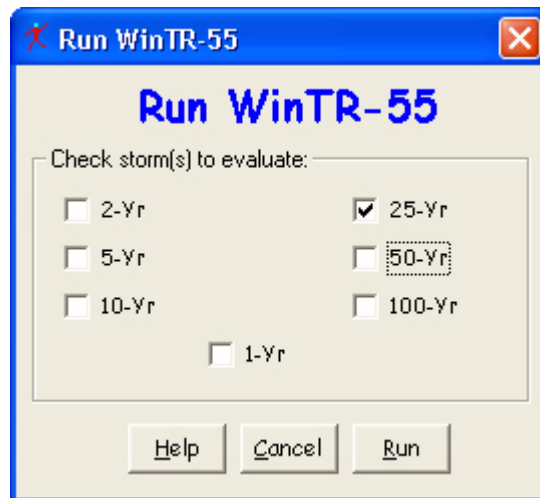 Run WinTR-55
Run WinTR-55
Check storm(s) to evaluate:
2-Yr 25-Yr
5-Yr 50-Yr
10-Yr 100-Yr
1-Yr
Help Cancel Run